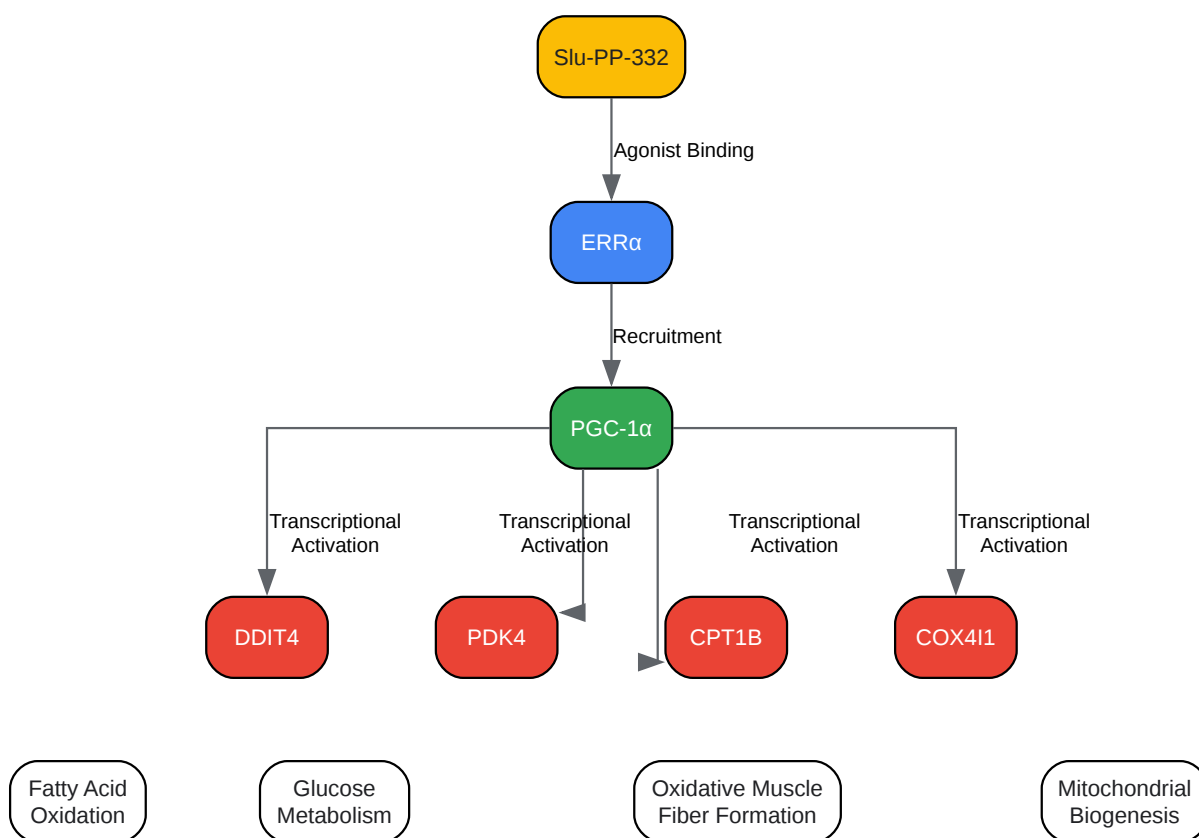 Slu-PP-332
Agonist Binding
ERRα
Recruitment
PGC-1α
Transcriptional
Activation
Transcriptional
Activation
Transcriptional
Activation
Transcriptional
Activation
DDIT4
PDK4
CPT1B
COX4I1
Fatty Acid
Oxidation
Glucose
Metabolism
Oxidative Muscle
Fiber Formation
Mitochondrial
Biogenesis